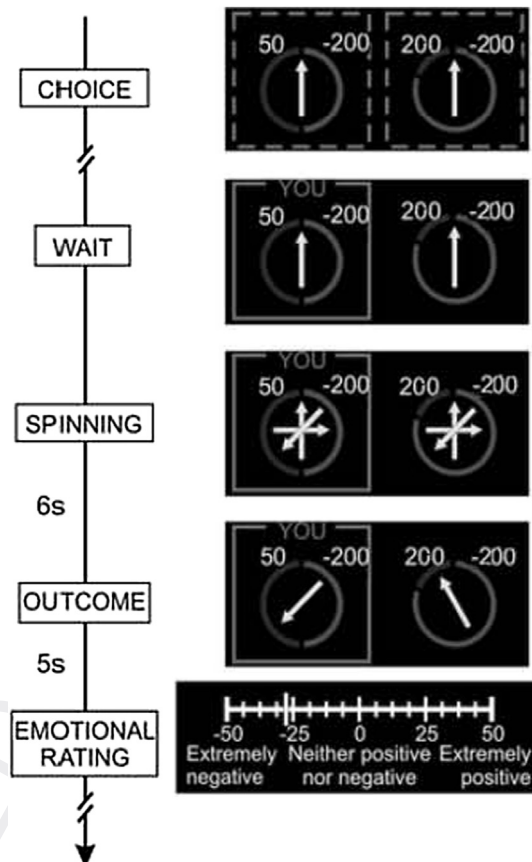 50 -200 200 -200
CHOICE
YOU
50 -200 200 -200
WAIT
YOU
50 -200 200 -200
SPINNING
6s
YOU
50 -200 200 -200
OUTCOME
5s
EMOTIONAL
RATING
-50 -25 0 25 50
Extremely Neither positive Extremely
negative nor negative positive